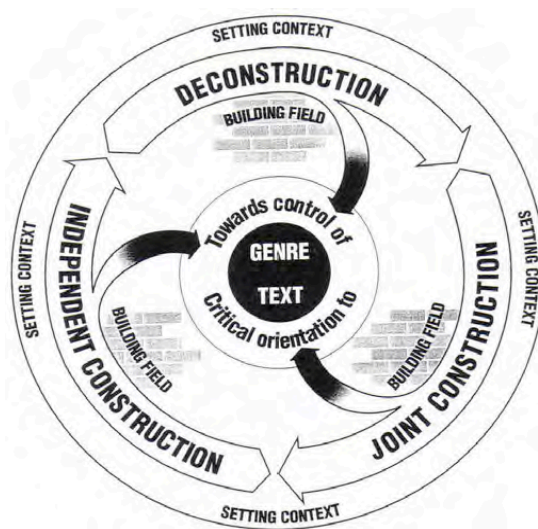 SETTING CONTEXT
DECONSTRUCTION
BUILDING FIELD
Towards control of
GENRE
TEXT
Critical orientation to
SETTING CONTEXT
INDEPENDENT CONSTRUCTION
BUILDING FIELD
SETTING CONTEXT
JOINT CONSTRUCTION
BUILDING FIELD
SETTING CONTEXT